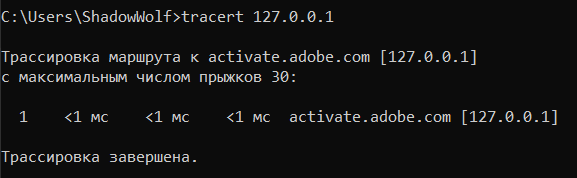 C:\Users\ShadowWolf>tracert 127.0.0.1
Трассировка маршрута к activate.adobe.com [127.0.0.1]
с максимальным числом прыжков 30:
1 <1 мс <1 мс <1 мс activate.adobe.com [127.0.0.1]
Трассировка завершена.